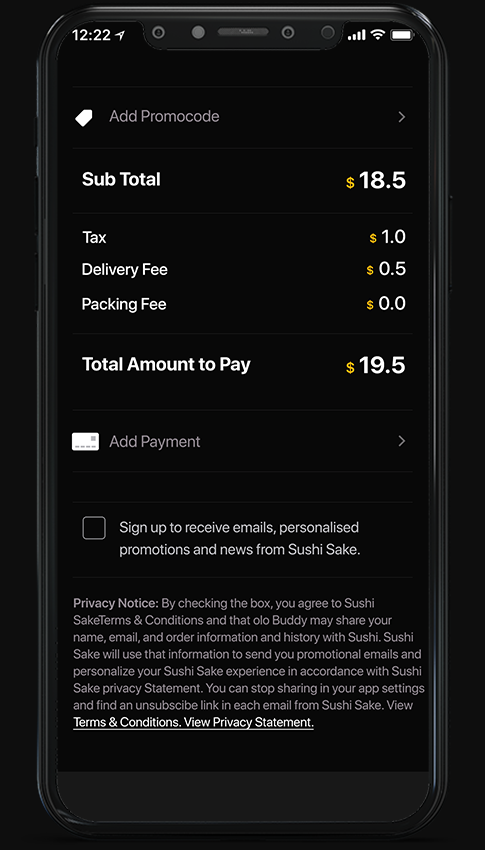 12:22
Add Promocode
Sub Total $ 18.5
Tax $ 1.0
Delivery Fee $ 0.5
Packing Fee $ 0.0
Total Amount to Pay $ 19.5
Add Payment
Sign up to receive emails, personalised
promotions and news from Sushi Sake.
Privacy Notice: By checking the box, you agree to Sushi
SakeTerms & Conditions and that olo Buddy may share your
name, email, and order information and history with Sushi. Sushi
Sake will use that information to send you promotional emails and
personalize your Sushi Sake experience in accordance with Sushi
Sake privacy Statement. You can stop sharing in your app settings
and find an unsubscibe link in each email from Sushi Sake. View
Terms & Conditions. View Privacy Statement.